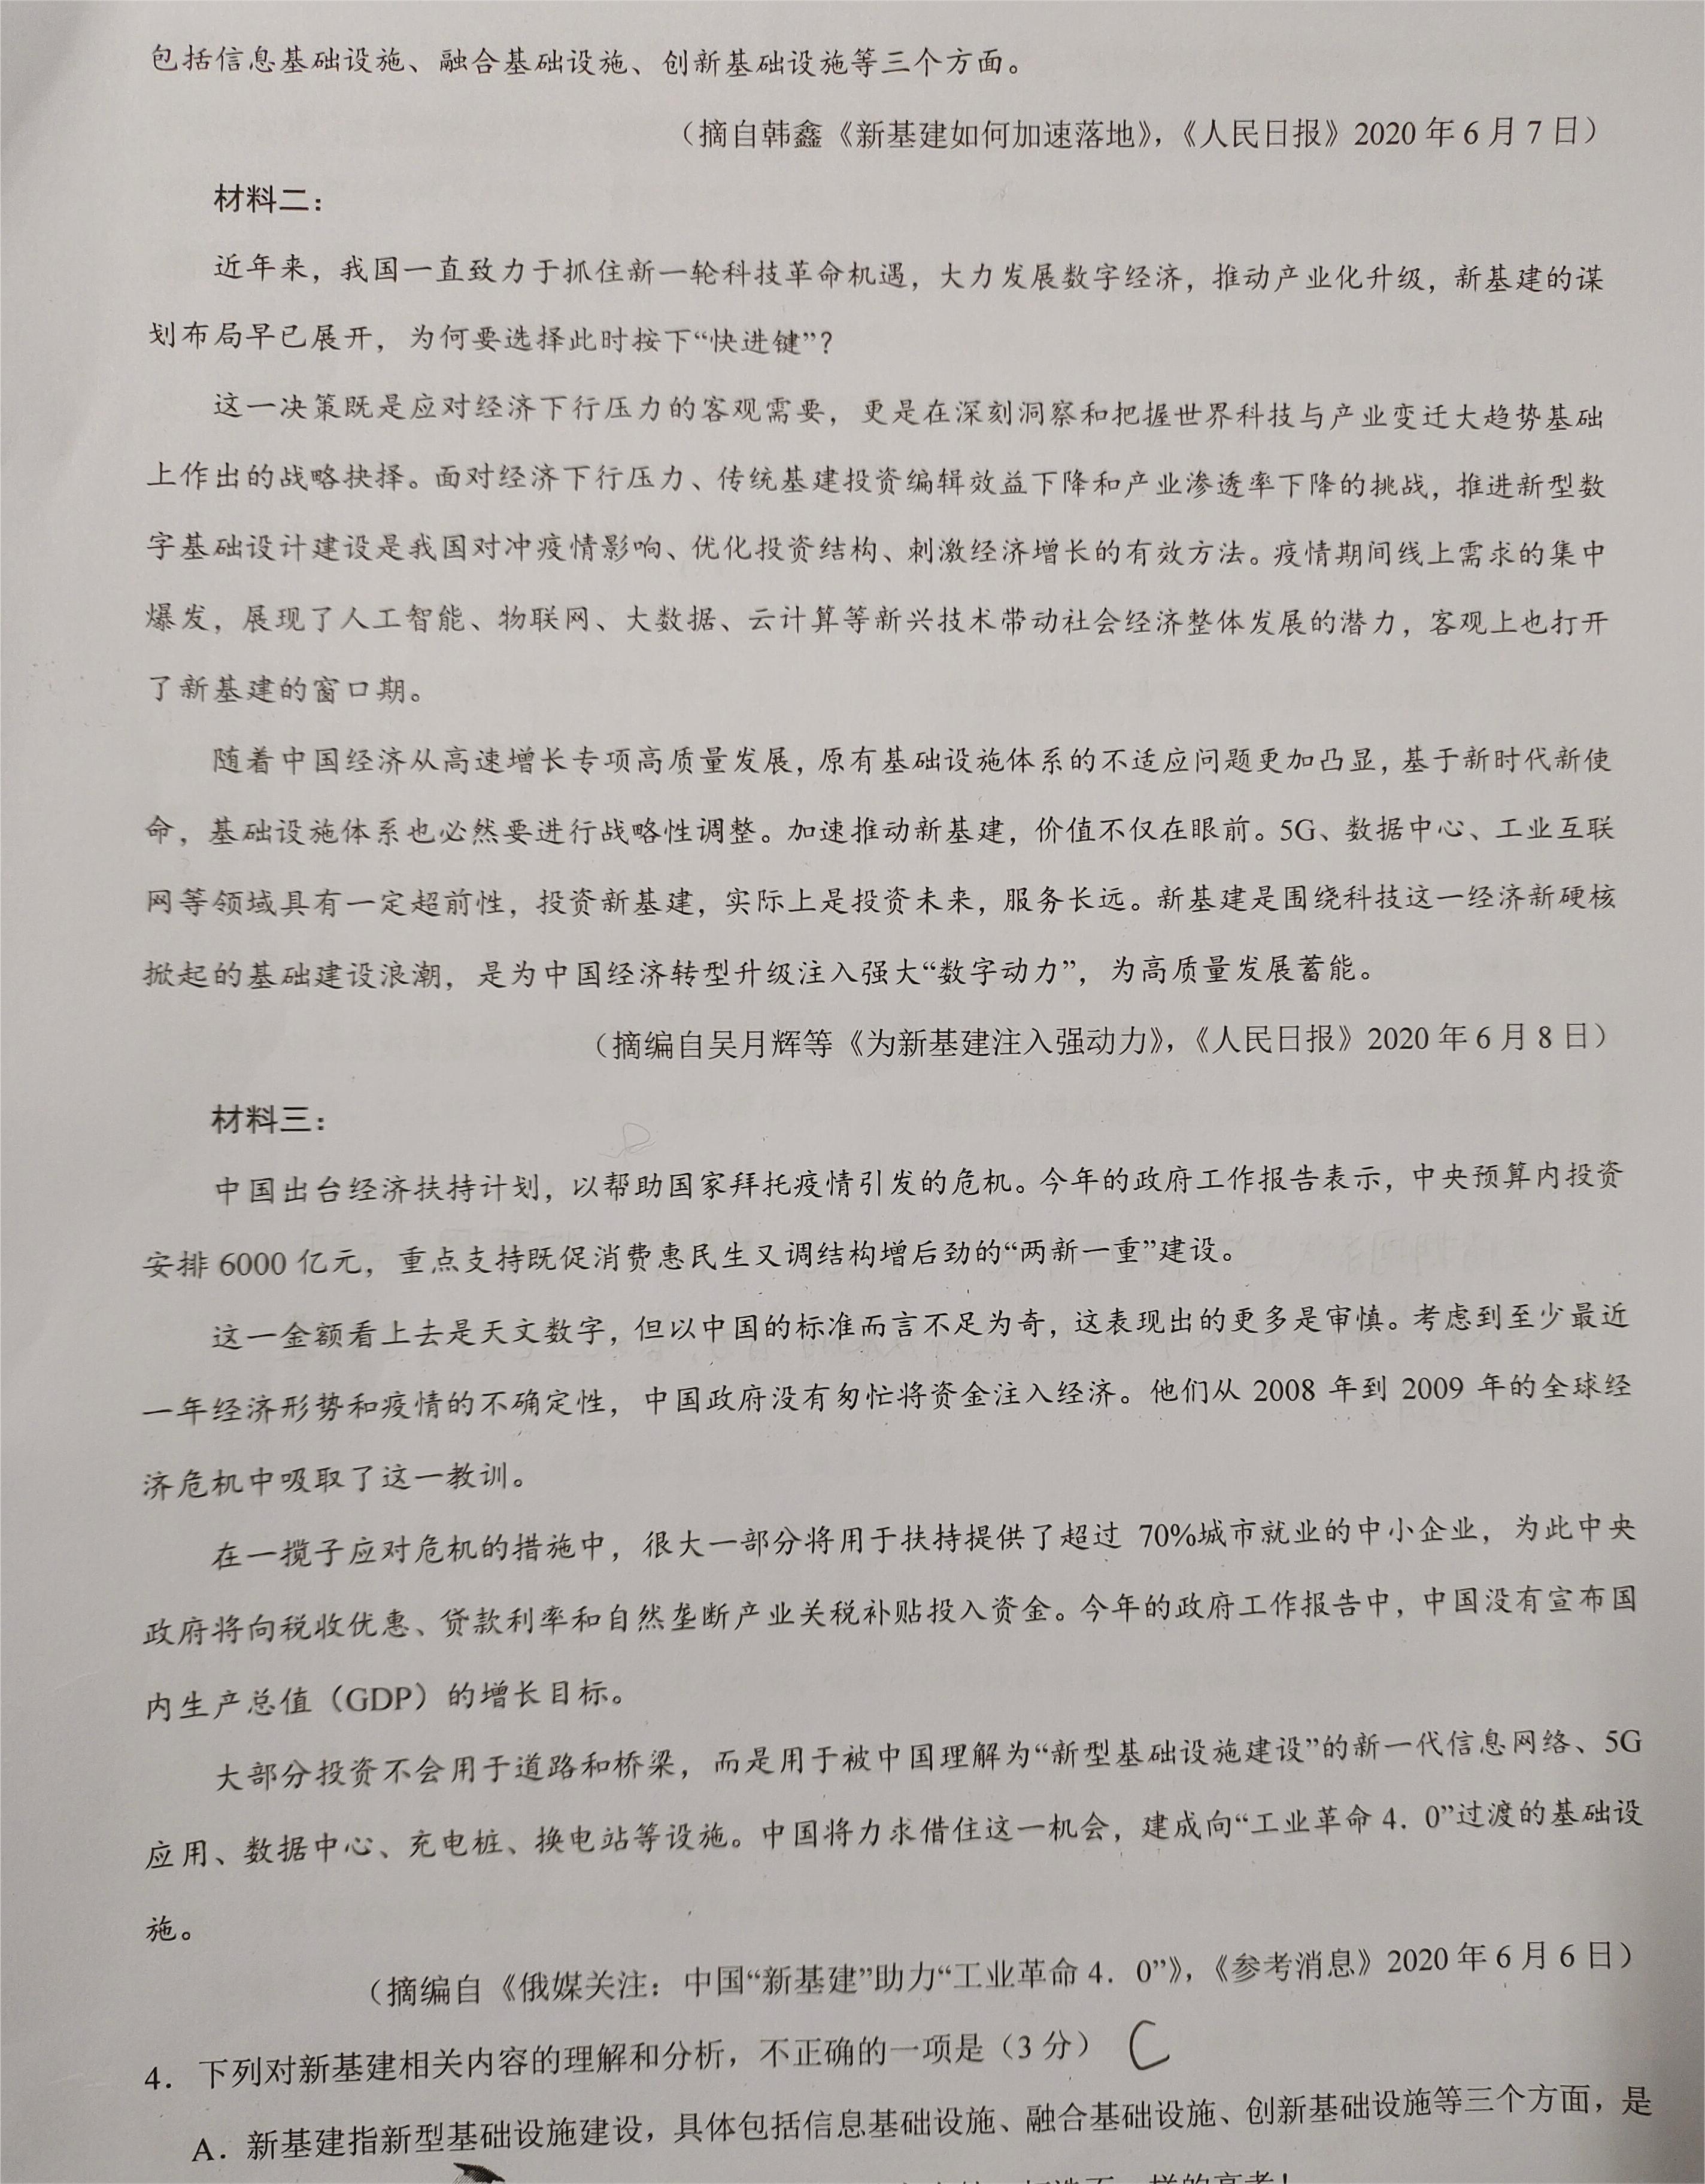 包括信息基础设施、融合基础设施、创新基础设施等三个方面。
（摘自韩鑫《新基建如何加速落地》，《人民日报》2020 年 6 月 7 日）
材料二：
近年来，我国一直致力于抓住新一轮科技革命机遇，大力发展数字经济，推动产业化升级，新基建的谋
划布局早已展开，为何要选择此时按下“快进键”？
这一决策既是应对经济下行压力的客观需要，更是在深刻洞察和把握世界科技与产业变迁大趋势基础
上作出的战略抉择。面对经济下行压力、传统基建投资编辑效益下降和产业渗透率下降的挑战，推进新型数
字基础设计建设是我国对冲疫情影响、优化投资结构、刺激经济增长的有效方法。疫情期间线上需求的集中
爆发，展现了人工智能、物联网、大数据、云计算等新兴技术带动社会经济整体发展的潜力，客观上也打开
了新基建的窗口期。
随着中国经济从高速增长专项高质量发展，原有基础设施体系的不适应问题更加凸显，基于新时代新使
命，基础设施体系也必然要进行战略性调整。加速推动新基建，价值不仅在眼前。5G、数据中心、工业互联
网等领域具有一定超前性，投资新基建，实际上是投资未来，服务长远。新基建是围绕科技这一经济新硬核
掀起的基础建设浪潮，是为中国经济转型升级注入强大“数字动力”，为高质量发展蓄能。
（摘编自吴月辉等《为新基建注入强动力》，《人民日报》2020 年 6 月 8 日）
材料三：
中国出台经济扶持计划，以帮助国家拜托疫情引发的危机。今年的政府工作报告表示，中央预算内投资
安排 6000 亿元，重点支持既促消费惠民生又调结构增后劲的“两新一重”建设。
这一金额看上去是天文数字，但以中国的标准而言不足为奇，这表现出的更多是审慎。考虑到至少最近
一年经济形势和疫情的不确定性，中国政府没有匆忙将资金注入经济。他们从 2008 年到 2009 年的全球经
济危机中吸取了这一教训。
在一揽子应对危机的措施中，很大一部分将用于扶持提供了超过 70%城市就业的中小企业，为此中央
政府将向税收优惠、贷款利率和自然垄断产业关税补贴投入资金。今年的政府工作报告中，中国没有宣布国
内生产总值（GDP）的增长目标。
大部分投资不会用于道路和桥梁，而是用于被中国理解为“新型基础设施建设”的新一代信息网络、5G
应用、数据中心、充电桩、换电站等设施。中国将力求借住这一机会，建成向“工业革命 4．0”过渡的基础设
施。
（摘编自《俄媒关注：中国“新基建”助力“工业革命 4．0”》，《参考消息》2020 年 6 月 6 日）
4．下列对新基建相关内容的理解和分析，不正确的一项是（3 分） C
A．新基建指新型基础设施建设，具体包括信息基础设施、融合基础设施、创新基础设施等三个方面，是